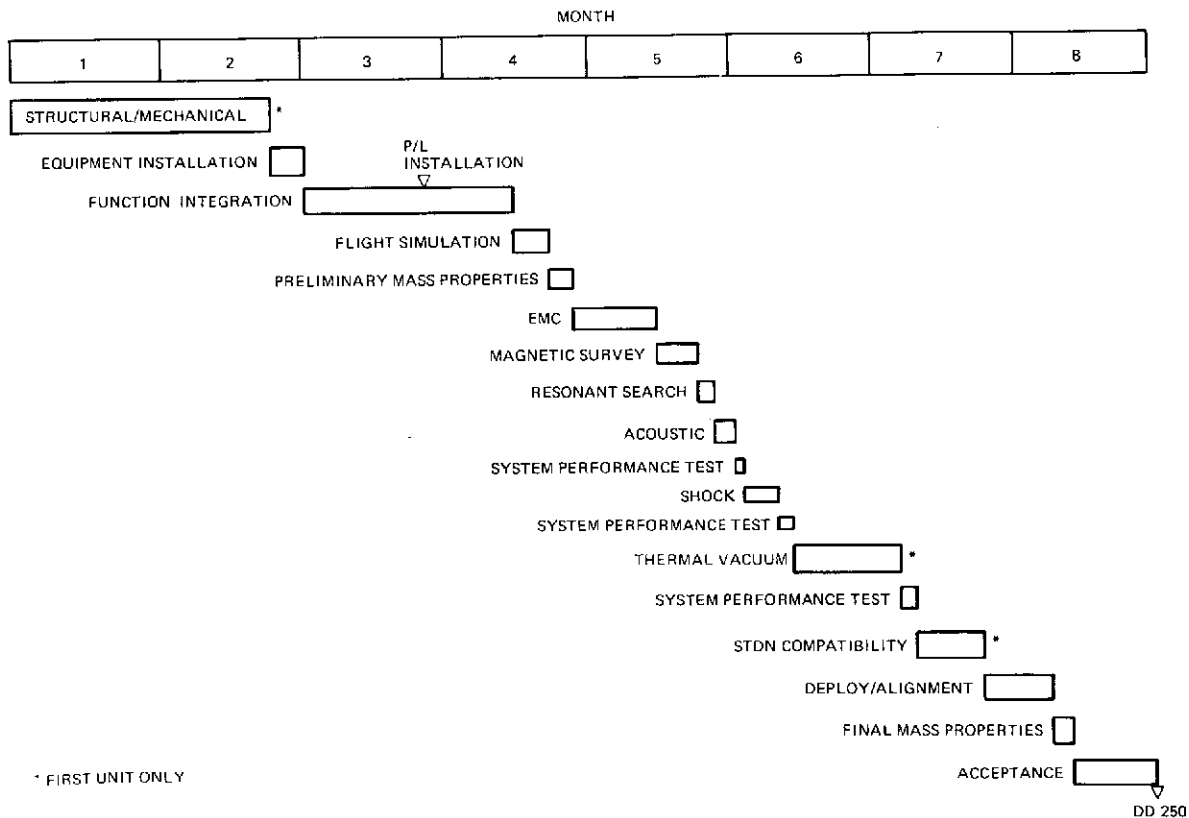 MONTH
1 2 3 4 5 6 7 8
STRUCTURAL/MECHANICAL *
P/L
INSTALLATION
EQUIPMENT INSTALLATION
FUNCTION INTEGRATION
FLIGHT SIMULATION
PRELIMINARY MASS PROPERTIES
EMC
MAGNETIC SURVEY
RESONANT SEARCH
ACOUSTIC
SYSTEM PERFORMANCE TEST
SHOCK
SYSTEM PERFORMANCE TEST
THERMAL VACUUM *
SYSTEM PERFORMANCE TEST
STDN COMPATIBILITY *
DEPLOY/ALIGNMENT
FINAL MASS PROPERTIES
ACCEPTANCE
* FIRST UNIT ONLY
DD 250